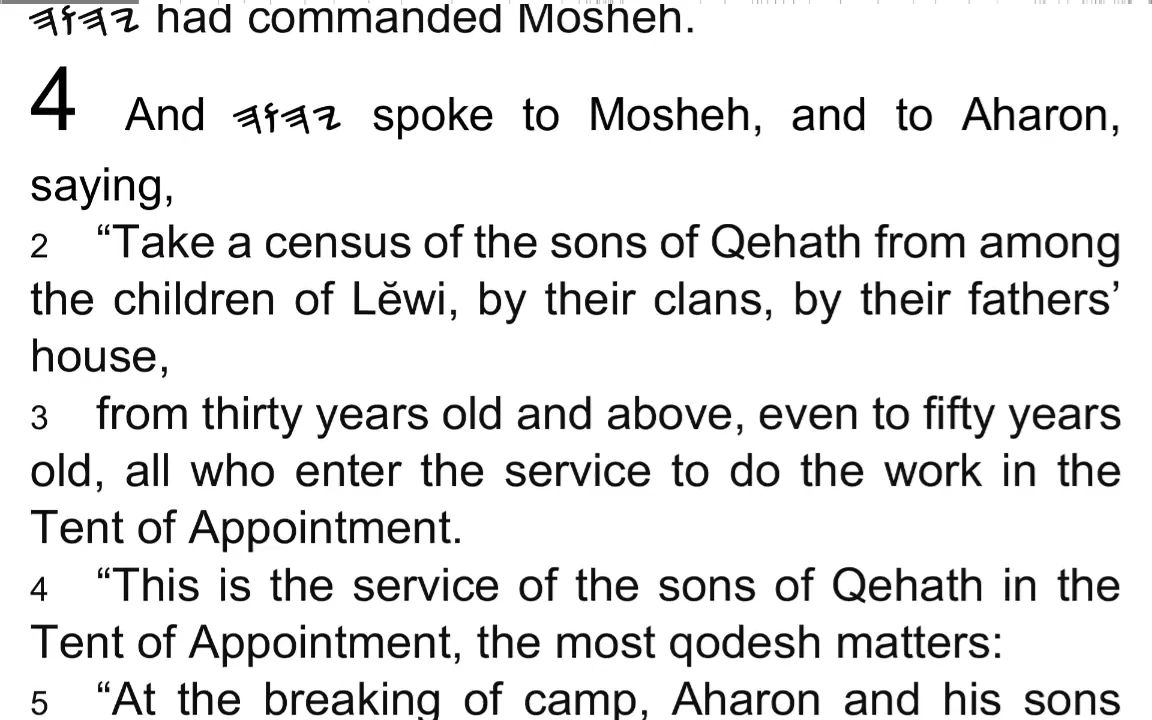 𐤉𐤄𐤅𐤄 had commanded Mosheh.
4 And 𐤉𐤄𐤅𐤄 spoke to Mosheh, and to Aharon,
saying,
2 “Take a census of the sons of Qehath from among
the children of Lĕwi, by their clans, by their fathers’
house,
3 from thirty years old and above, even to fifty years
old, all who enter the service to do the work in the
Tent of Appointment.
4 “This is the service of the sons of Qehath in the
Tent of Appointment, the most qodesh matters:
5 “At the breaking of camp, Aharon and his sons